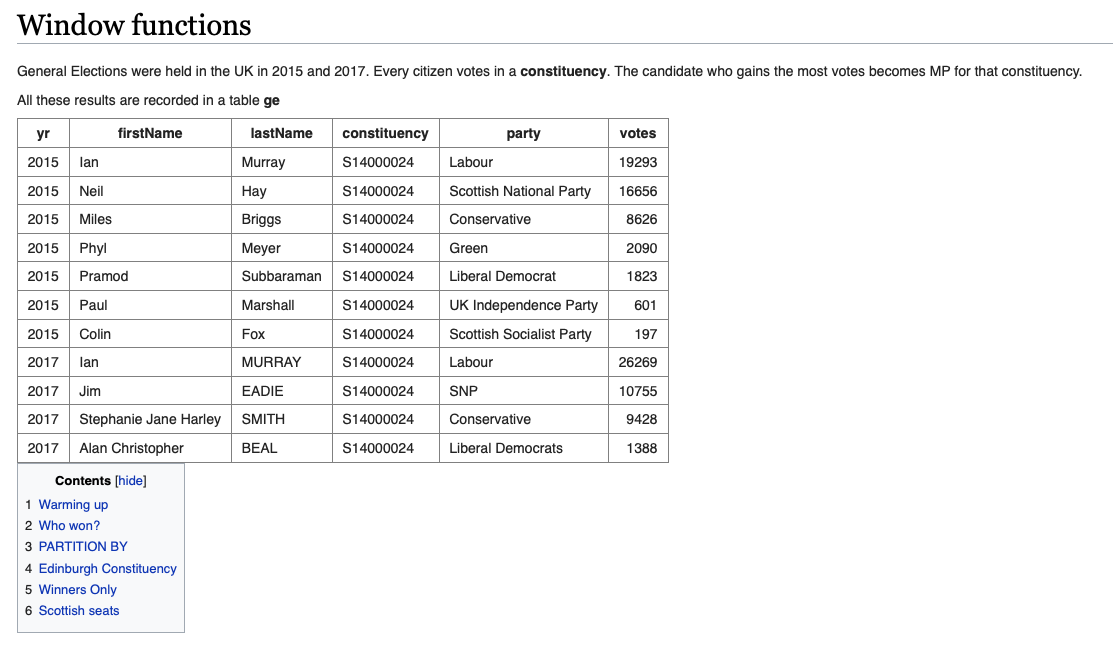 Window functions
General Elections were held in the UK in 2015 and 2017. Every citizen votes in a constituency. The candidate who gains the most votes becomes MP for that constituency.
All these results are recorded in a table ge
yr firstName lastName constituency party votes
2015 Ian Murray S14000024 Labour 19293
2015 Neil Hay S14000024 Scottish National Party 16656
2015 Miles Briggs S14000024 Conservative 8626
2015 Phyl Meyer S14000024 Green 2090
2015 Pramod Subbaraman S14000024 Liberal Democrat 1823
2015 Paul Marshall S14000024 UK Independence Party 601
2015 Colin Fox S14000024 Scottish Socialist Party 197
2017 Ian MURRAY S14000024 Labour 26269
2017 Jim EADIE S14000024 SNP 10755
2017 Stephanie Jane Harley SMITH S14000024 Conservative 9428
2017 Alan Christopher BEAL S14000024 Liberal Democrats 1388
Contents [hide]
1 Warming up
2 Who won?
3 PARTITION BY
4 Edinburgh Constituency
5 Winners Only
6 Scottish seats